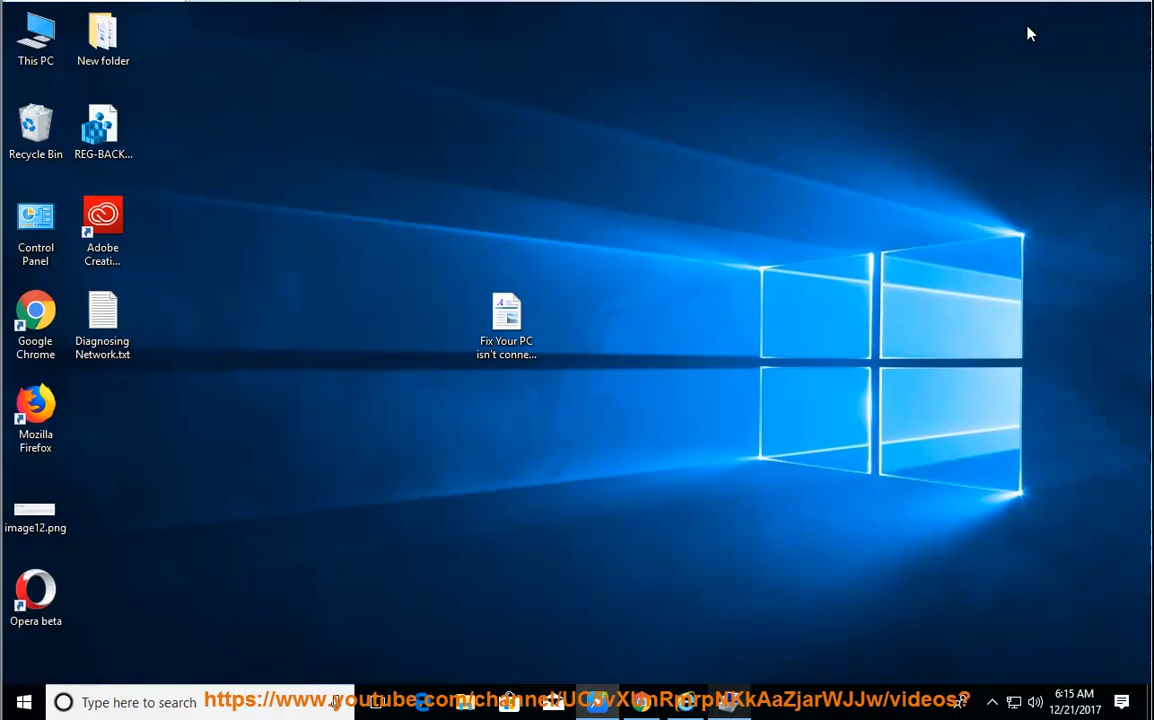 This PC
New folder
Recycle Bin
REG-BACK...
Control
Panel
Adobe
Creati...
Google
Chrome
Diagnosing
Network.txt
Fix Your PC
isn't conne...
Mozilla
Firefox
image12.png
Opera beta
Type here to search
6:15 AM
12/21/2017